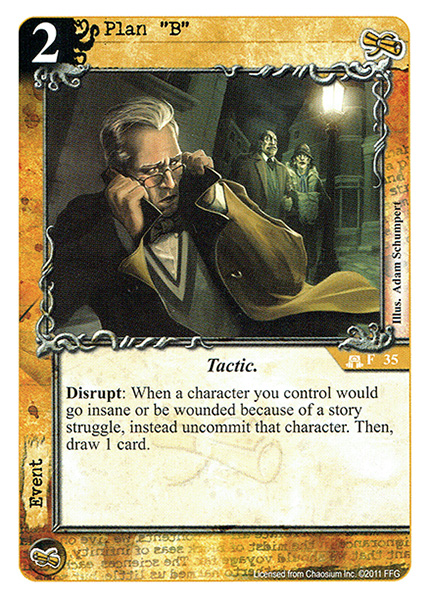 2
Plan "B"
Illus. Adam Schumpert
F 35
Tactic.
Disrupt: When a character you control would
go insane or be wounded because of a story
struggle, instead uncommit that character. Then,
draw 1 card.
Event
Licensed from Chaosium Inc. ©2011 FFG